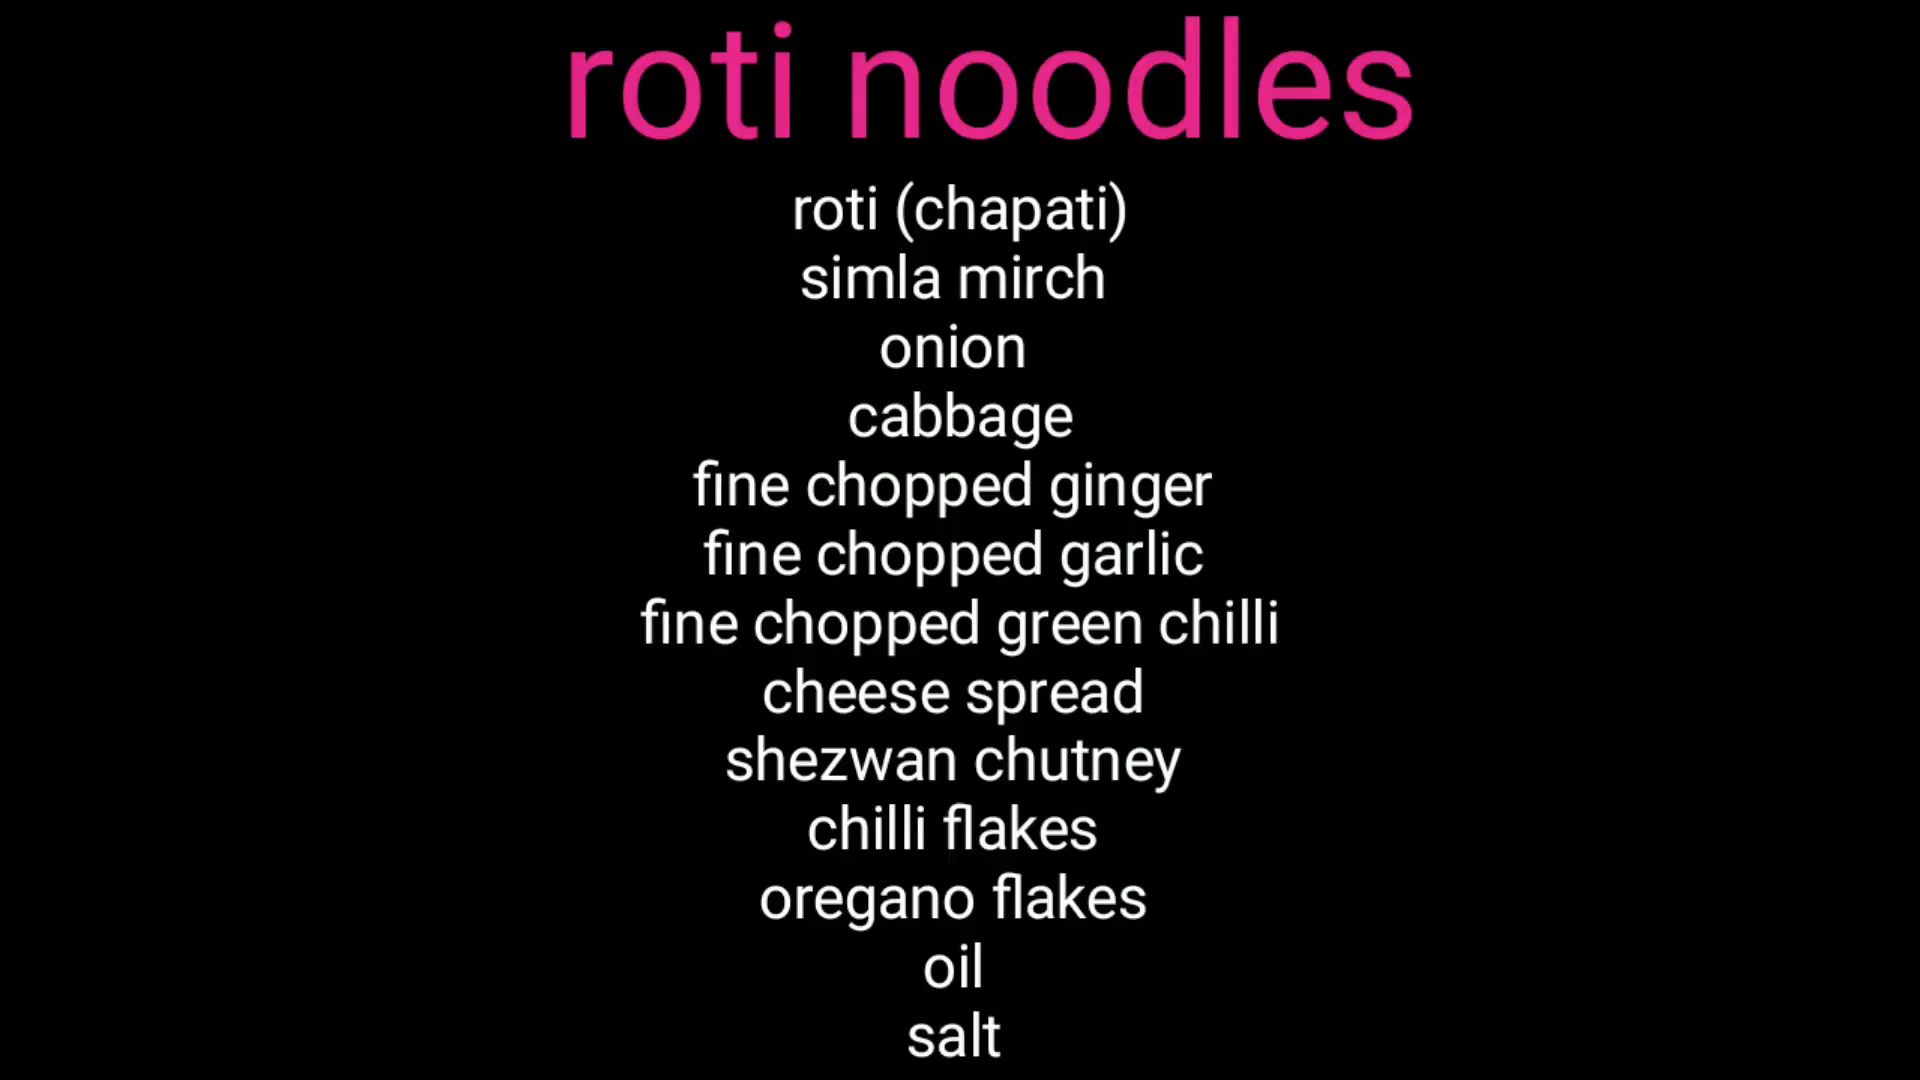 roti noodles
roti (chapati)
simla mirch
onion
cabbage
fine chopped ginger
fine chopped garlic
fine chopped green chilli
cheese spread
shezwan chutney
chilli flakes
oregano flakes
oil
salt